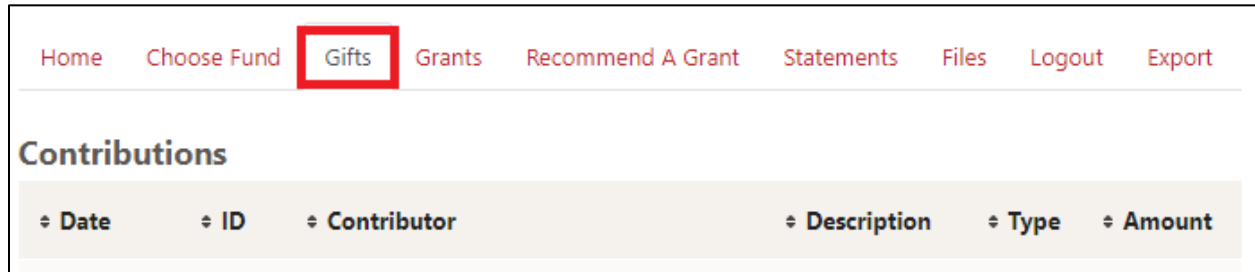 Home Choose Fund Gifts Grants Recommend A Grant Statements Files Logout Export
Contributions
Date ID Contributor Description Type Amount